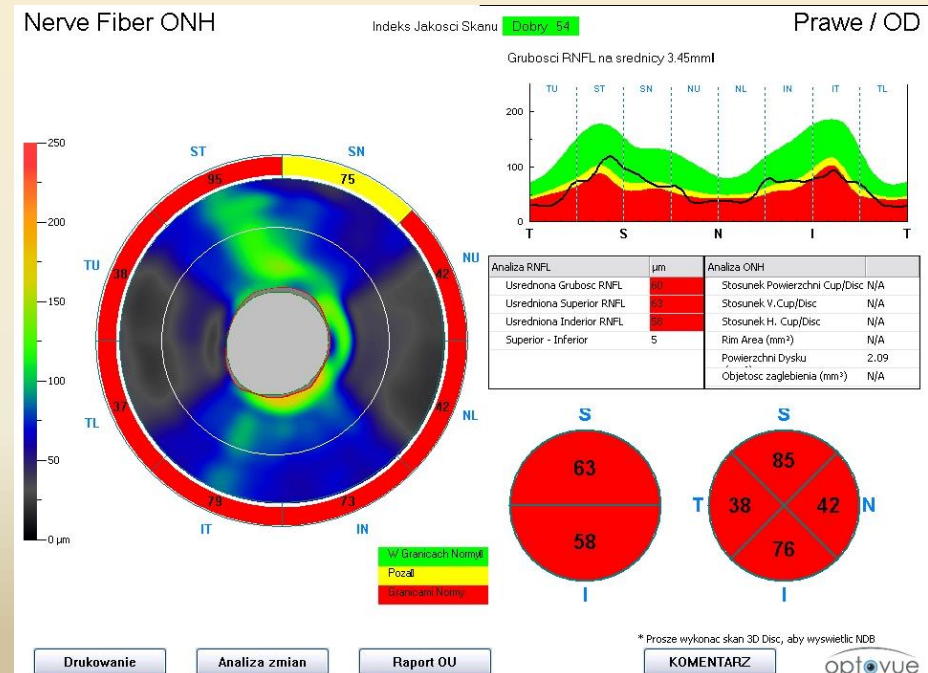 Nerve Fiber ONH
Indeks Jakosci Skanu Dobry 54
Prawe / OD
Grubosci RNFL na srednicy 3.45mm
TU ST SN NU NL IN IT TL
200
100
0
T S N I T
250
200
150
100
50
0 µm
ST
SN
95
75
TU
NU
38
42
37
42
TL
NL
79
73
IT
IN
Analiza RNFL µm
Usrednona Grubosc RNFL 60
Usredniona Superior RNFL 63
Usredniona Inderior RNFL 58
Superior - Inferior 5
Analiza ONH
Stosunek Powierzchni Cup/Disc N/A
Stosunek V.Cup/Disc N/A
Stosunek H. Cup/Disc N/A
Rim Area (mm²) N/A
Powierzchni Dysku 2.09
Objetosc zaglebienia (mm³) N/A
W Granicach Normy
Poza
Granicami Normy
S
63
58
I
S
85
T 38 42 N
76
I
* Prosze wykonac skan 3D Disc, aby wyswietlic NDB
Drukowanie
Analiza zmian
Raport OU
KOMENTARZ
optovue